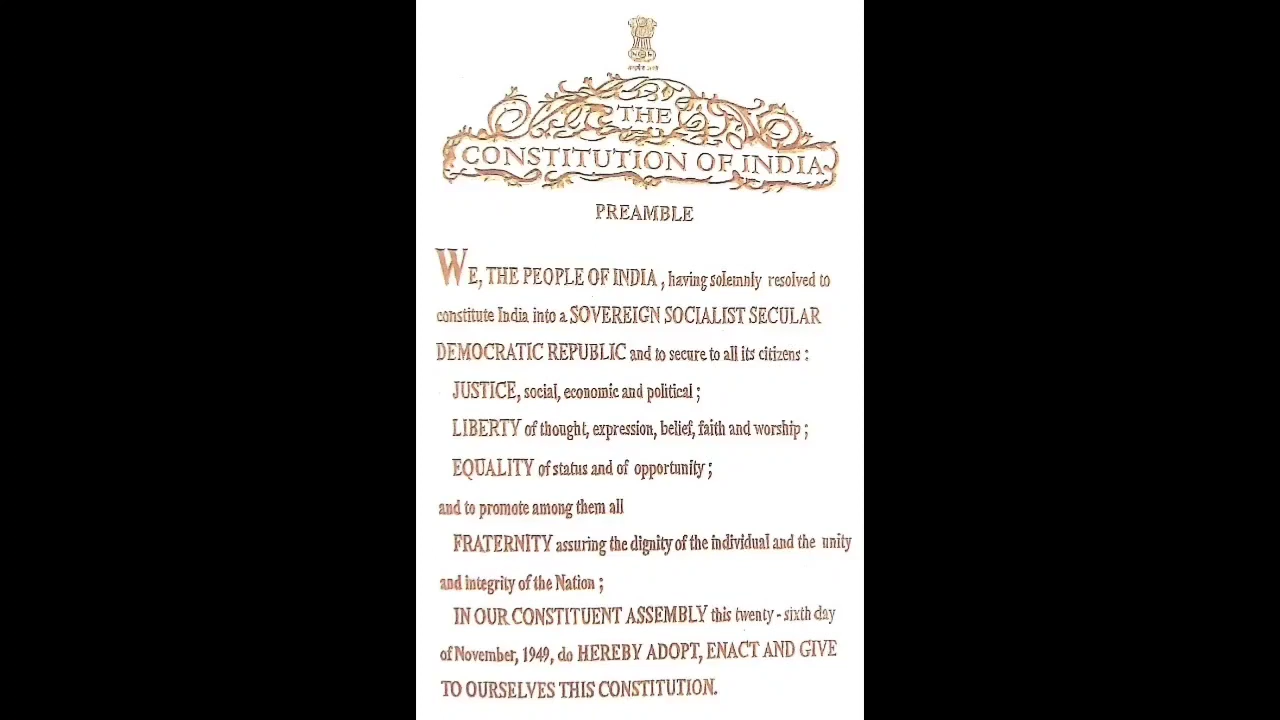 THE
CONSTITUTION OF INDIA
PREAMBLE
WE, THE PEOPLE OF INDIA , having solemnly resolved to
constitute India into a SOVEREIGN SOCIALIST SECULAR
DEMOCRATIC REPUBLIC and to secure to all its citizens :
JUSTICE, social, economic and political ;
LIBERTY of thought, expression, belief, faith and worship ;
EQUALITY of status and of opportunity ;
and to promote among them all
FRATERNITY assuring the dignity of the individual and the unity
and integrity of the Nation ;
IN OUR CONSTITUENT ASSEMBLY this twenty - sixth day
of November, 1949, do HEREBY ADOPT, ENACT AND GIVE
TO OURSELVES THIS CONSTITUTION.